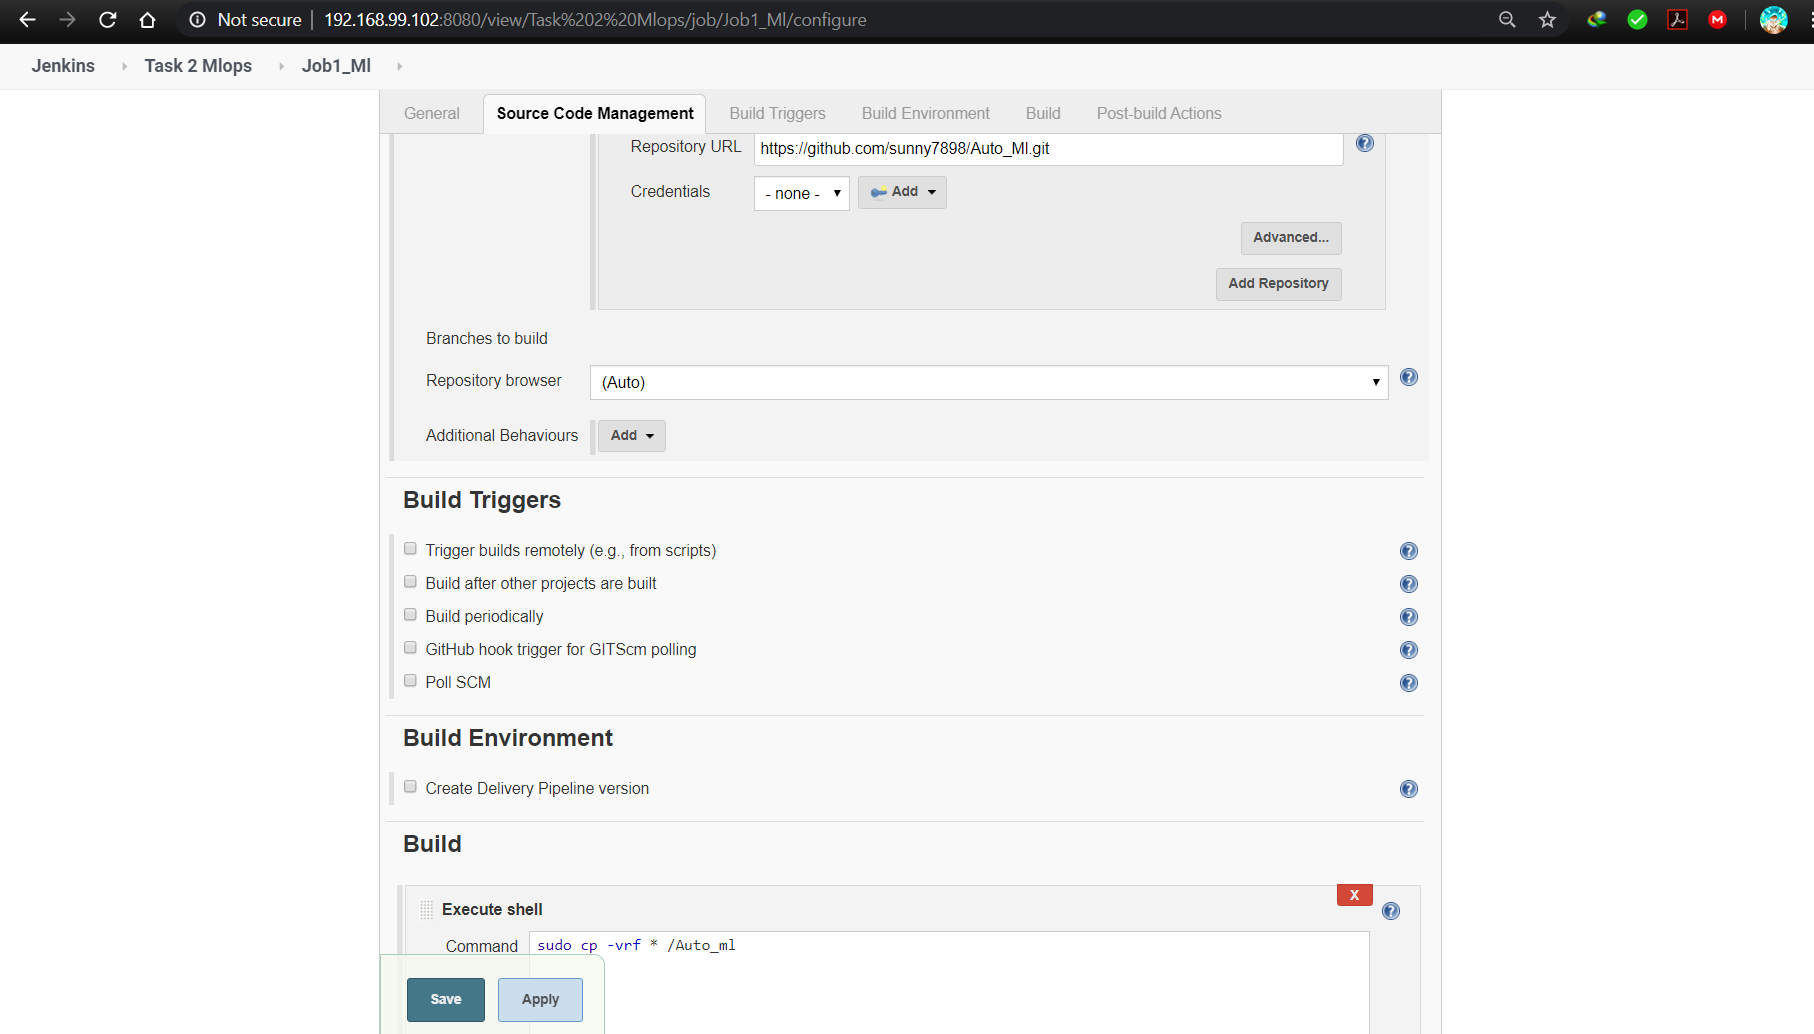 Not secure | 192.168.99.102:8080/view/Task%202%20Mlops/job/Job1_Ml/configure
Jenkins Task 2 Mlops Job1_Ml
General Source Code Management Build Triggers Build Environment Build Post-build Actions
Repository URL https://github.com/sunny7898/Auto_Ml.git
Credentials - none - Add
Advanced...
Add Repository
Branches to build
Repository browser (Auto)
Additional Behaviours Add
Build Triggers
Trigger builds remotely (e.g., from scripts)
Build after other projects are built
Build periodically
GitHub hook trigger for GITScm polling
Poll SCM
Build Environment
Create Delivery Pipeline version
Build
X
Execute shell
Command sudo cp -vrf * /Auto_ml
Save Apply